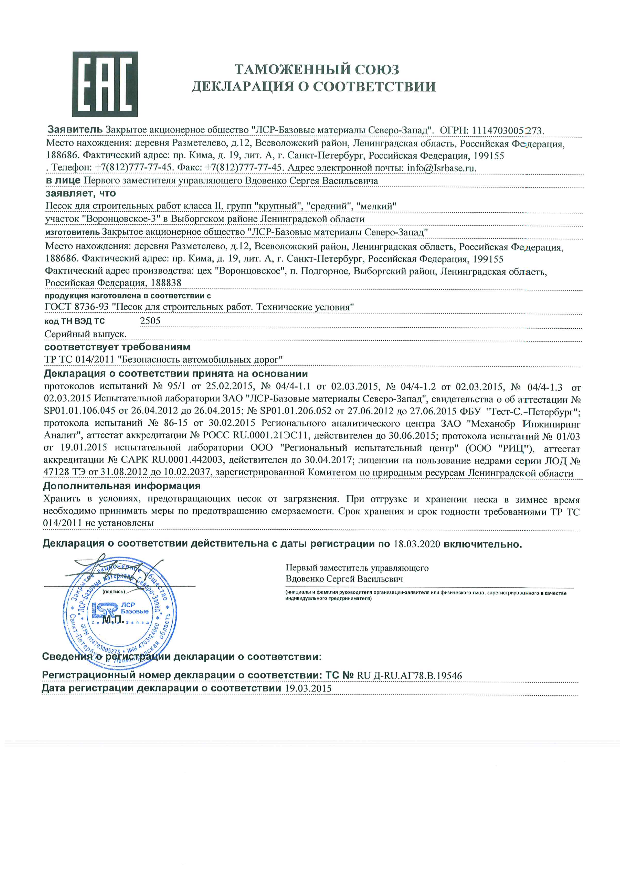 EAC
ТАМОЖЕННЫЙ СОЮЗ
ДЕКЛАРАЦИЯ О СООТВЕТСТВИИ
Заявитель Закрытое акционерное общество "ЛСР-Базовые материалы Северо-Запад". ОГРН: 1114703005273.
Место нахождения: деревня Разметелево, д.12, Всеволожский район, Ленинградская область, Российская Федерация,
188686. Фактический адрес: пр. Кима, д. 19, лит. А, г. Санкт-Петербург, Российская Федерация, 199155
. Телефон: +7(812)777-77-45. Факс: +7(812)777-77-45. Адрес электронной почты: info@lsrbase.ru.
в лице Первого заместителя управляющего Вдовенко Сергея Васильевича
заявляет, что
Песок для строительных работ класса II, групп "крупный", "средний", "мелкий"
участок "Воронцовское-3" в Выборгском районе Ленинградской области
изготовитель Закрытое акционерное общество "ЛСР-Базовые материалы Северо-Запад"
Место нахождения: деревня Разметелево, д.12, Всеволожский район, Ленинградская область, Российская Федерация,
188686. Фактический адрес: пр. Кима, д. 19, лит. А, г. Санкт-Петербург, Российская Федерация, 199155
Фактический адрес производства: цех "Воронцовское", п. Подгорное, Выборгский район, Ленинградская область,
Российская Федерация, 188838
продукция изготовлена в соответствии с
ГОСТ 8736-93 "Песок для строительных работ. Технические условия"
код ТН ВЭД ТС 2505
Серийный выпуск.
соответствует требованиям
ТР ТС 014/2011 "Безопасность автомобильных дорог"
Декларация о соответствии принята на основании
протоколов испытаний № 95/1 от 25.02.2015, № 04/4-1.1 от 02.03.2015, № 04/4-1.2 от 02.03.2015, № 04/4-1.3 от
02.03.2015 Испытательной лаборатории ЗАО "ЛСР-Базовые материалы Северо-Запад", свидетельства о об аттестации №
SP01.01.106.045 от 26.04.2012 до 26.04.2015; № SP01.01.206.052 от 27.06.2012 до 27.06.2015 ФБУ "Тест-С.-Петербург";
протокола испытаний № 86-15 от 30.02.2015 Регионального аналитического центра ЗАО "Механобр Инжиниринг
Аналит", аттестат аккредитации № РОСС RU.0001.21ЭС11, действителен до 30.06.2015; протокола испытаний № 01/03
от 19.01.2015 испытательной лаборатории ООО "Региональный испытательный центр" (ООО "РИЦ"), аттестат
аккредитации № САРК RU.0001.442003, действителен до 30.04.2017; лицензии на пользование недрами серии ЛОД №
47128 ТЭ от 31.08.2012 до 10.02.2037, зарегистрированной Комитетом по природным ресурсам Ленинградской области
Дополнительная информация
Хранить в условиях, предотвращающих песок от загрязнения. При отгрузке и хранении песка в зимнее время
необходимо принимать меры по предотвращению смерзаемости. Срок хранения и срок годности требованиями ТР ТС
014/2011 не установлены
Декларация о соответствии действительна с даты регистрации по 18.03.2020 включительно.
Первый заместитель управляющего
Вдовенко Сергей Васильевич
(подпись)
(инициалы и фамилия руководителя организации-заявителя или физического лица, зарегистрированного в качестве
индивидуального предпринимателя)
ЛСР
Базовые
М.П.
Сведения о регистрации декларации о соответствии:
Регистрационный номер декларации о соответствии: ТС № RU Д-RU.АГ78.В.19546
Дата регистрации декларации о соответствии 19.03.2015